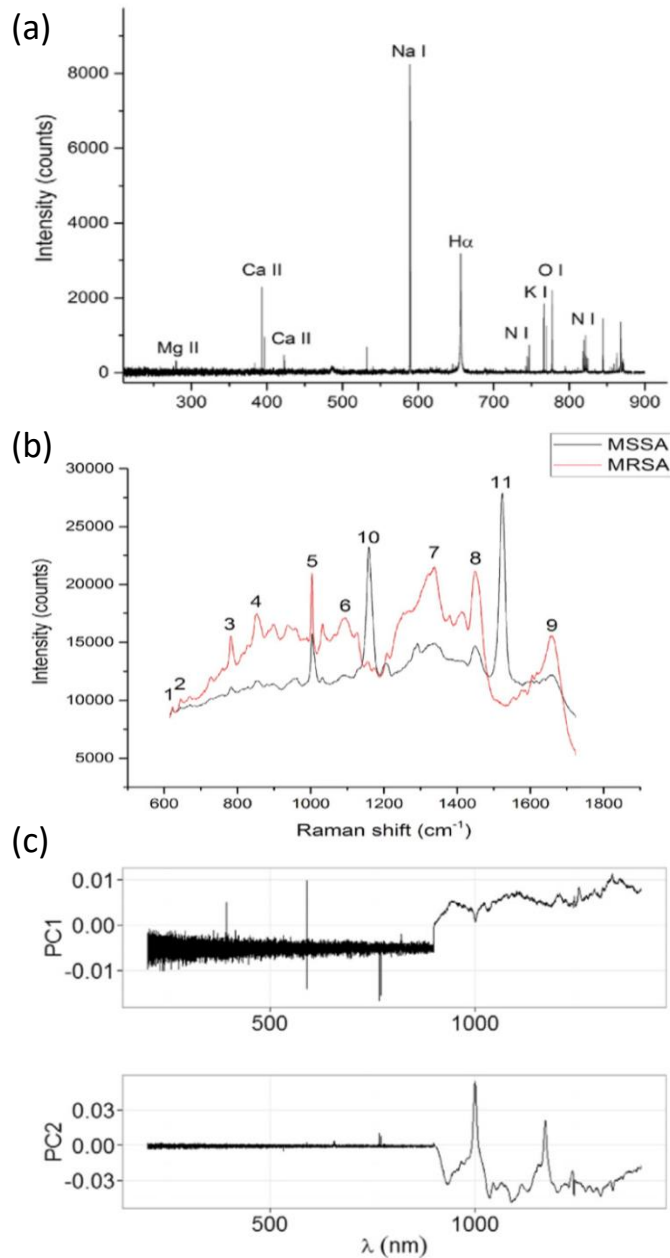 (a)
Intensity (counts)
8000
6000
4000
2000
0
Na I
Hα
Ca II
O I
K I
Ca II
N I
N I
Mg II
300 400 500 600 700 800 900
(b)
MSSA
MRSA
Intensity (counts)
30000
25000
20000
15000
10000
5000
11
10
5
7
8
3
4
6
9
1
2
600 800 1000 1200 1400 1600 1800
Raman shift (cm⁻¹)
(c)
PC1
0.01
0.00
-0.01
500 1000
PC2
0.03
0.00
-0.03
500 1000
λ (nm)